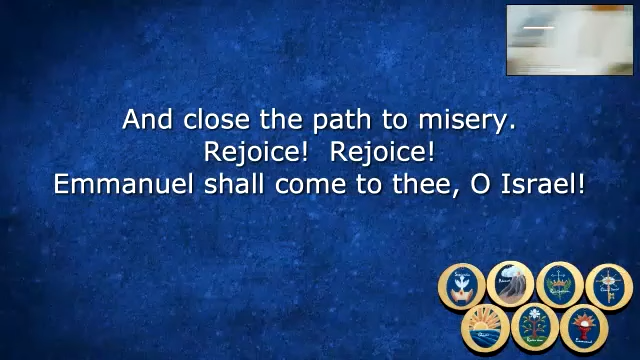 And close the path to misery.
Rejoice!  Rejoice!
Emmanuel shall come to thee, O Israel!